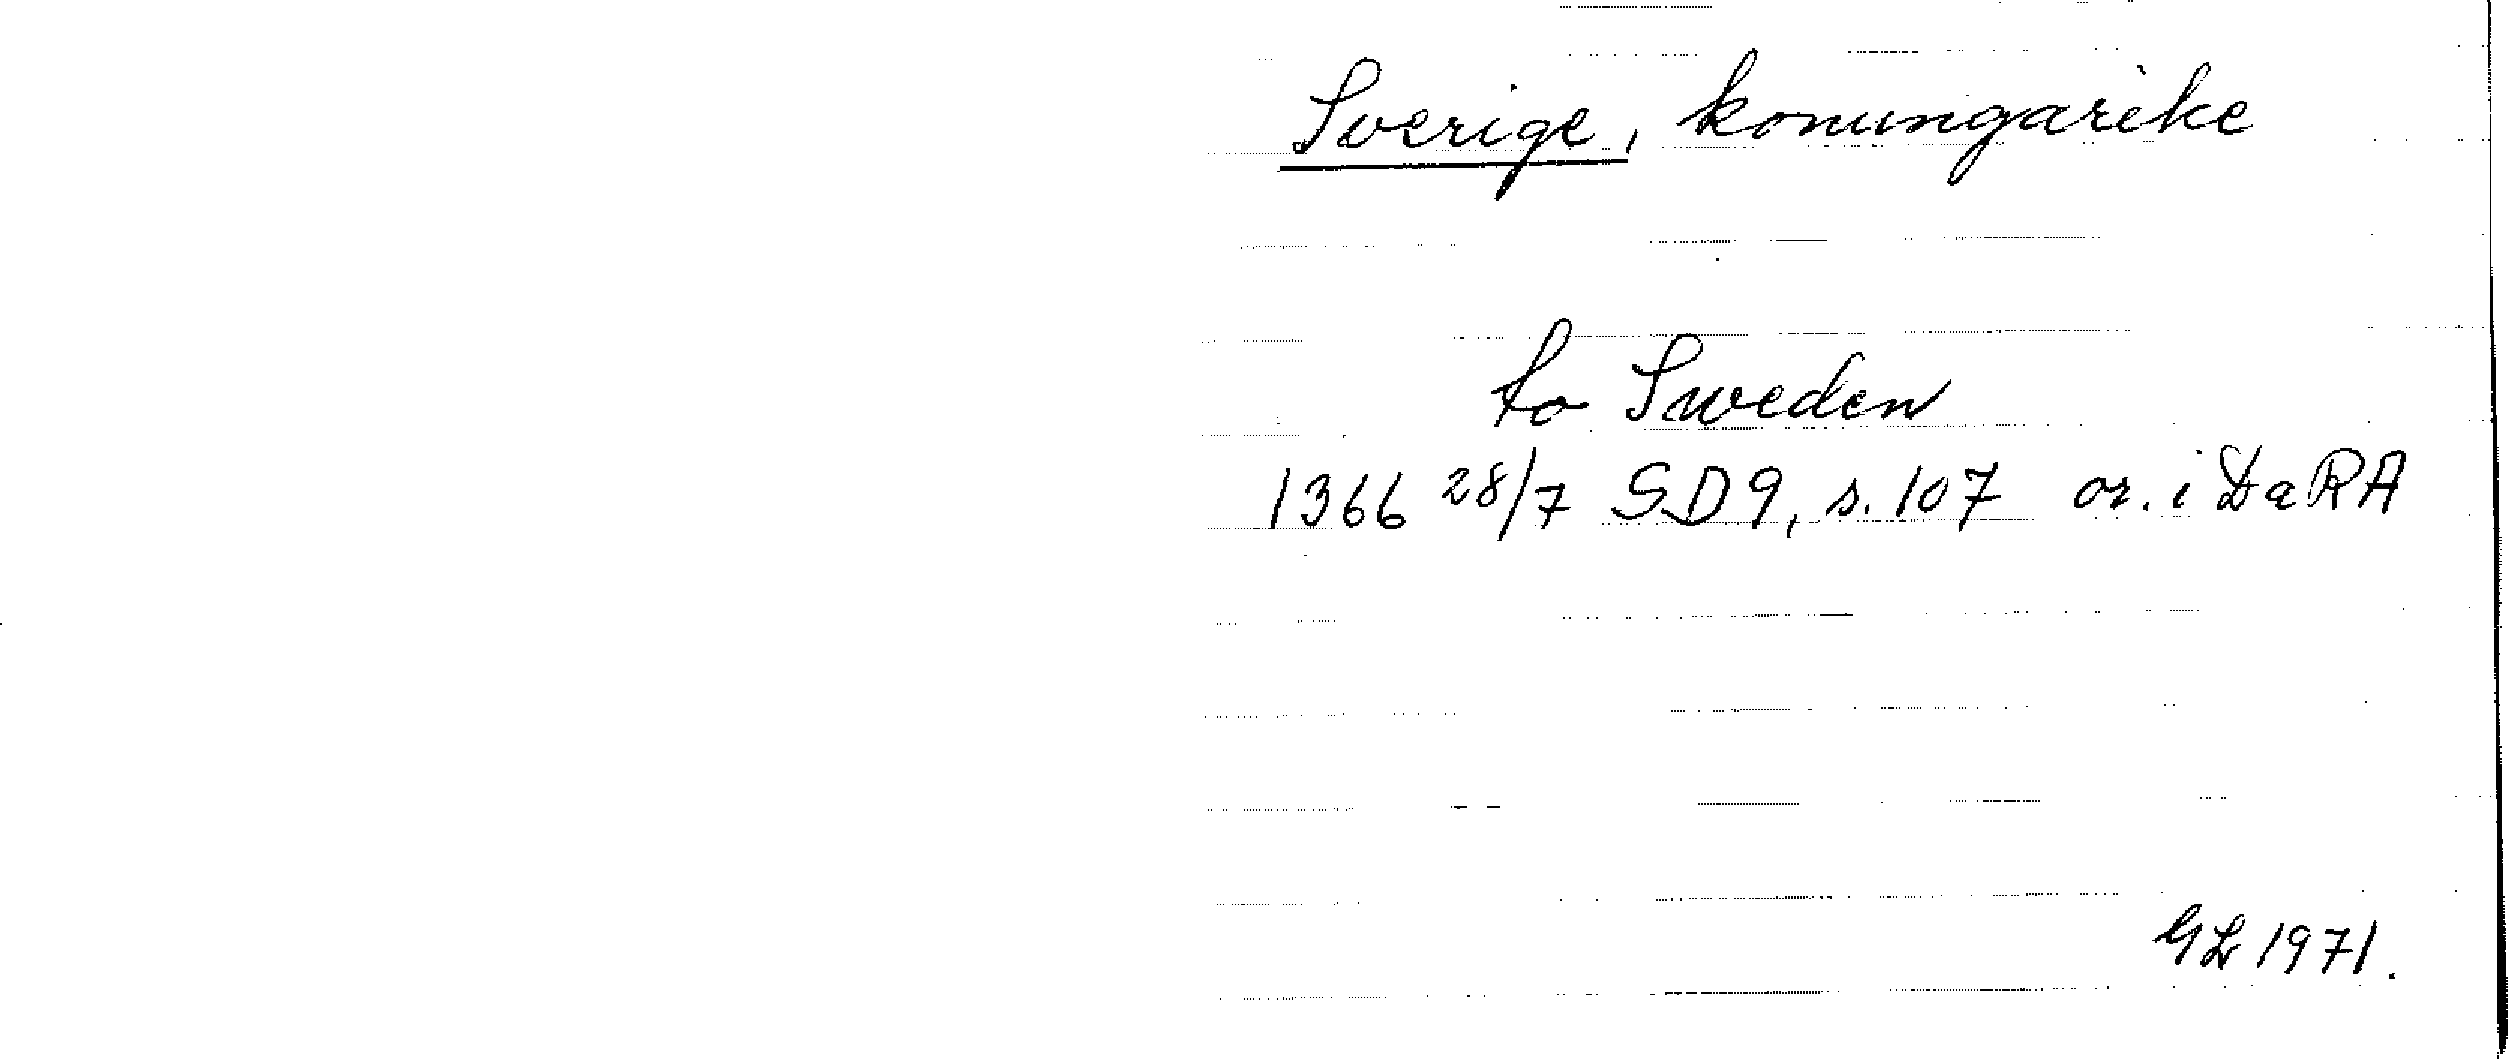 Sverige, konungarike
to Sweden
1366 28/7 SD9, s. 107 or. i DaRA
GL 1971.